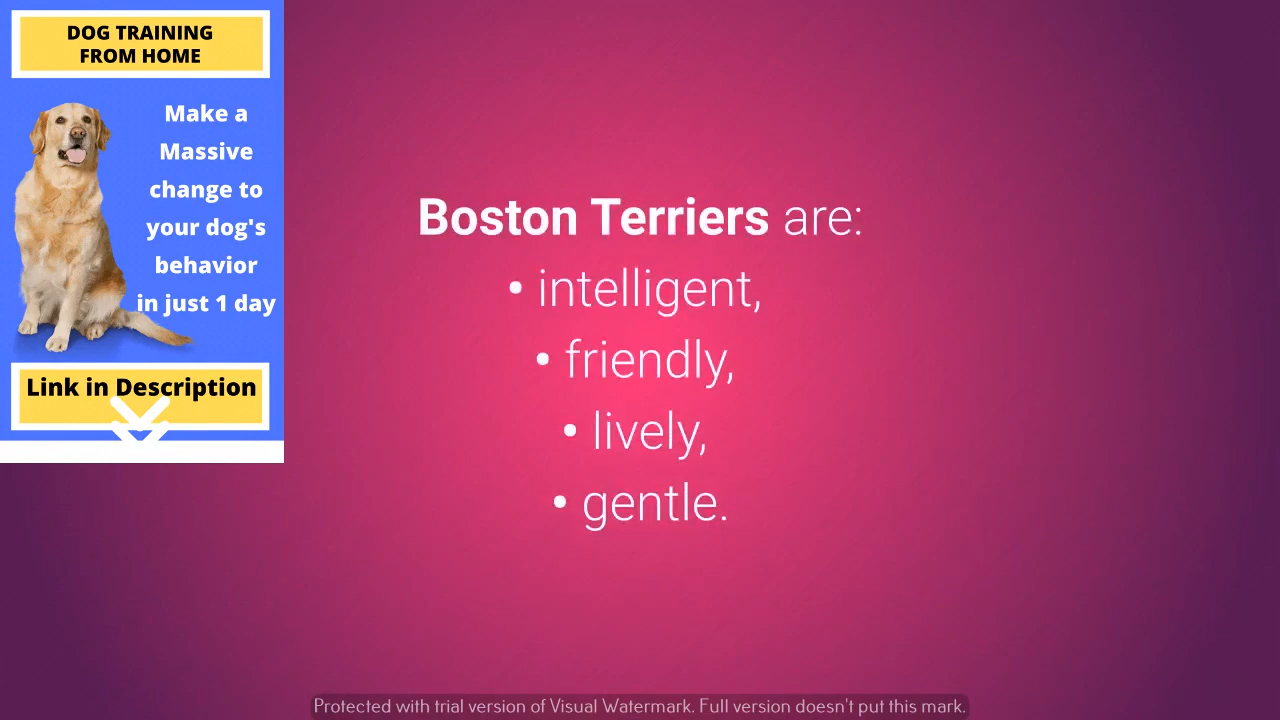 DOG TRAINING
FROM HOME
Make a
Massive
change to
your dog's
behavior
in just 1 day
Link in Description
Boston Terriers are:
• intelligent,
• friendly,
• lively,
• gentle.
Protected with trial version of Visual Watermark. Full version doesn't put this mark.